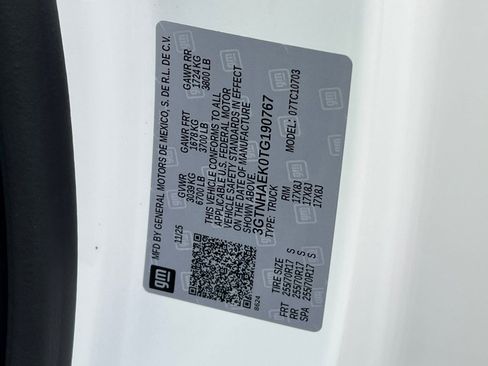 gm
MFD BY GENERAL MOTORS DE MEXICO, S. DE R.L. DE C.V.
11/25
GVWR GAWR FRT GAWR RR
3039 KG 1678 KG 1724 KG
6700 LB 3700 LB 3800 LB
THIS VEHICLE CONFORMS TO ALL
APPLICABLE U.S. FEDERAL MOTOR
VEHICLE SAFETY STANDARDS IN EFFECT
ON THE DATE OF MANUFACTURE
SHOWN ABOVE.
3GTNHAEK0TG190767
TYPE: TRUCK MODEL: 07TC10703
8624
TIRE SIZE RIM
FRT 255/70R17 S 17X8J
RR 255/70R17 S 17X8J
SPA 255/70R17 S 17X8J